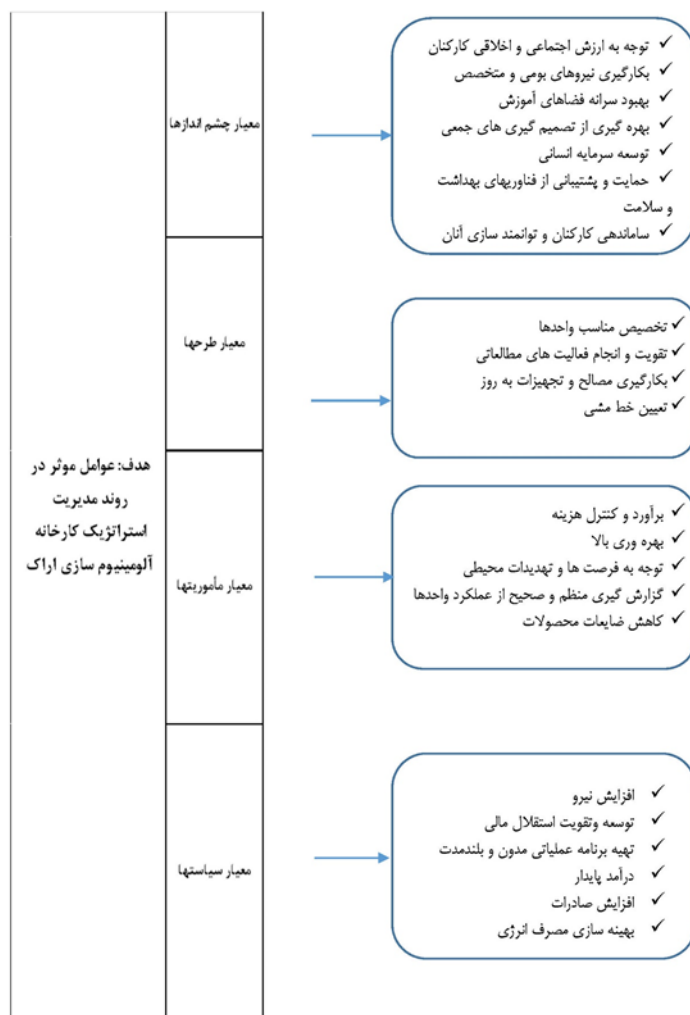 هدف: عوامل موثر در
روند مدیریت
استراتژیک کارخانه
آلومینیوم سازی اراک
معیار چشم اندازها
✓ توجه به ارزش اجتماعی و اخلاقی کارکنان
✓ بکارگیری نیروهای بومی و متخصص
✓ بهبود سرانه فضاهای آموزش
✓ بهره گیری از تصمیم گیری های جمعی
✓ توسعه سرمایه انسانی
✓ حمایت و پشتیبانی از فناوریهای بهداشت
و سلامت
✓ ساماندهی کارکنان و توانمند سازی آنان
معیار طرحها
✓ تخصیص مناسب واحدها
✓ تقویت و انجام فعالیت های مطالعاتی
✓ بکارگیری مصالح و تجهیزات به روز
✓ تعیین خط مشی
معیار مأموریتها
✓ برآورد و کنترل هزینه
✓ بهره وری بالا
✓ توجه به فرصت ها و تهدیدات محیطی
✓ گزارش گیری منظم و صحیح از عملکرد واحدها
✓ کاهش ضایعات محصولات
معیار سیاستها
✓ افزایش نیرو
✓ توسعه وتقویت استقلال مالی
✓ تهیه برنامه عملیاتی مدون و بلندمدت
✓ درآمد پایدار
✓ افزایش صادرات
✓ بهینه سازی مصرف انرژی